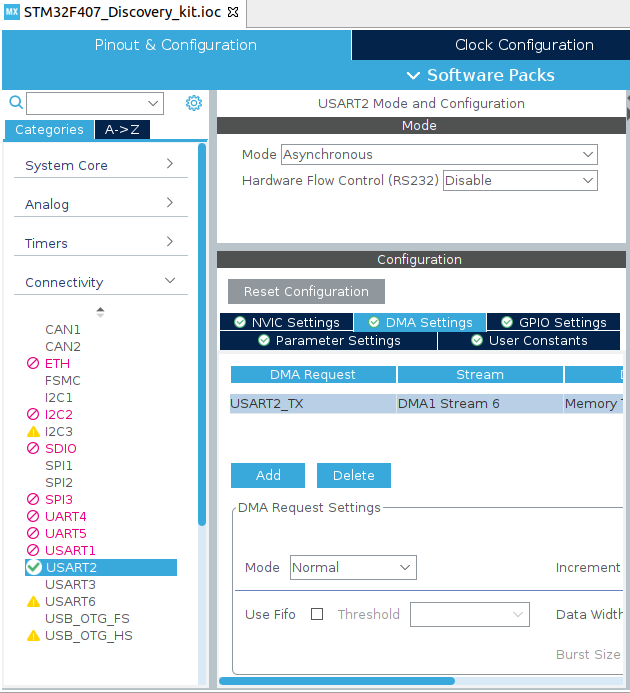 MX STM32F407_Discovery_kit.ioc
Pinout & Configuration
Clock Configuration
Software Packs
Categories
A->Z
System Core
Analog
Timers
Connectivity
CAN1
CAN2
ETH
FSMC
I2C1
I2C2
I2C3
SDIO
SPI1
SPI2
SPI3
UART4
UART5
USART1
USART2
USART3
USART6
USB_OTG_FS
USB_OTG_HS
USART2 Mode and Configuration
Mode
Mode Asynchronous
Hardware Flow Control (RS232) Disable
Configuration
Reset Configuration
NVIC Settings
DMA Settings
GPIO Settings
Parameter Settings
User Constants
DMA Request Stream
USART2_TX DMA1 Stream 6 Memory
Add Delete
DMA Request Settings
Mode Normal Increment
Use Fifo Threshold Data Width
Burst Size